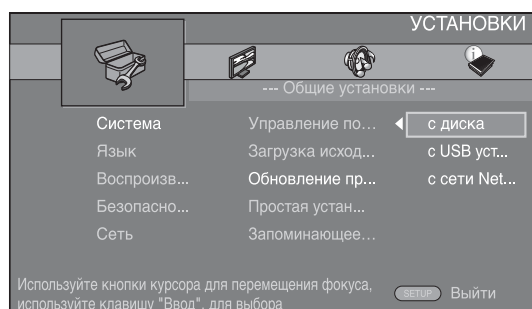 УСТАНОВКИ
--- Общие установки ---
Система
Управление по...
с диска
Язык
Загрузка исход...
с USB уст...
Воспроизв...
Обновление пр...
с сети Net...
Безопасно...
Простая устан...
Сеть
Запоминающее...
Используйте кнопки курсора для перемещения фокуса,
используйте клавишу "Ввод", для выбора
SETUP Выйти